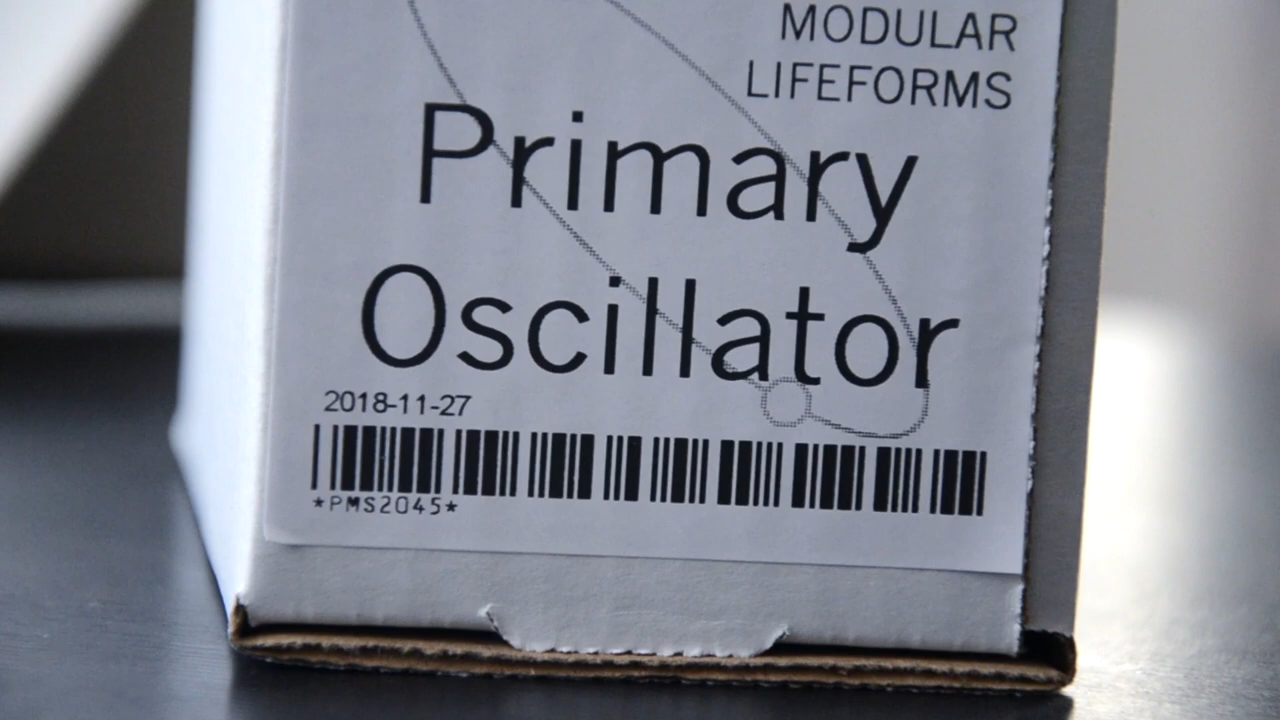 MODULAR
LIFEFORMS
Primary
Oscillator
2018-11-27
*PMS2045*